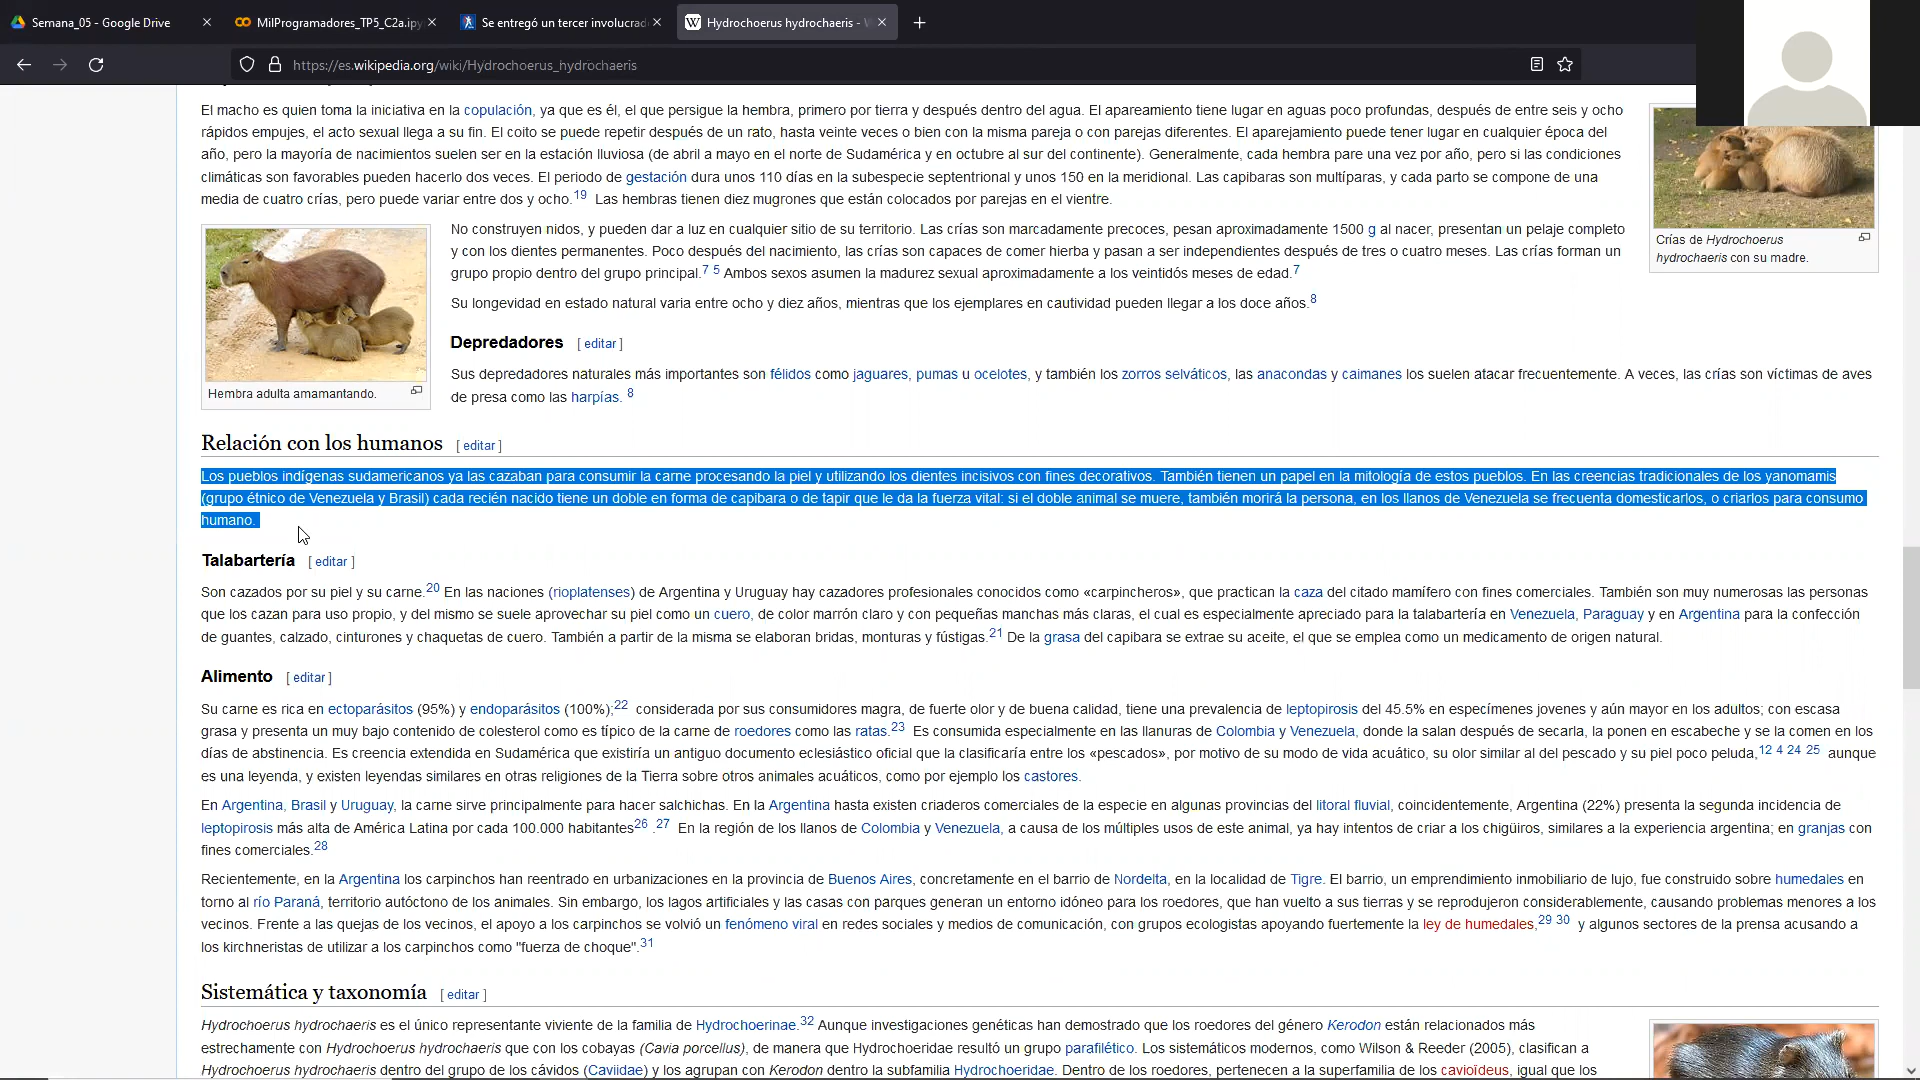 Semana_05 - Google Drive
MilProgramadores_TP5_C2a.ipy
Se entregó un tercer involucrad
Hydrochoerus hydrochaeris -
https://es.wikipedia.org/wiki/Hydrochoerus_hydrochaeris
El macho es quien toma la iniciativa en la copulación, ya que es él, el que persigue la hembra, primero por tierra y después dentro del agua. El apareamiento tiene lugar en aguas poco profundas, después de entre seis y ocho
rápidos empujes, el acto sexual llega a su fin. El coito se puede repetir después de un rato, hasta veinte veces o bien con la misma pareja o con parejas diferentes. El aparejamiento puede tener lugar en cualquier época del
año, pero la mayoría de nacimientos suelen ser en la estación lluviosa (de abril a mayo en el norte de Sudamérica y en octubre al sur del continente). Generalmente, cada hembra pare una vez por año, pero si las condiciones
climáticas son favorables pueden hacerlo dos veces. El periodo de gestación dura unos 110 días en la subespecie septentrional y unos 150 en la meridional. Las capibaras son multíparas, y cada parto se compone de una
media de cuatro crías, pero puede variar entre dos y ocho.19 Las hembras tienen diez mugrones que están colocados por parejas en el vientre.
Crías de Hydrochoerus
hydrochaeris con su madre.
No construyen nidos, y pueden dar a luz en cualquier sitio de su territorio. Las crías son marcadamente precoces, pesan aproximadamente 1500 g al nacer, presentan un pelaje completo
y con los dientes permanentes. Poco después del nacimiento, las crías son capaces de comer hierba y pasan a ser independientes después de tres o cuatro meses. Las crías forman un
grupo propio dentro del grupo principal.7 5 Ambos sexos asumen la madurez sexual aproximadamente a los veintidós meses de edad.7
Su longevidad en estado natural varia entre ocho y diez años, mientras que los ejemplares en cautividad pueden llegar a los doce años.8
Hembra adulta amamantando.
Depredadores [ editar ]
Sus depredadores naturales más importantes son félidos como jaguares, pumas u ocelotes, y también los zorros selváticos, las anacondas y caimanes los suelen atacar frecuentemente. A veces, las crías son víctimas de aves
de presa como las harpías. 8
Relación con los humanos [ editar ]
Los pueblos indígenas sudamericanos ya las cazaban para consumir la carne procesando la piel y utilizando los dientes incisivos con fines decorativos. También tienen un papel en la mitología de estos pueblos. En las creencias tradicionales de los yanomamis
(grupo étnico de Venezuela y Brasil) cada recién nacido tiene un doble en forma de capibara o de tapir que le da la fuerza vital: si el doble animal se muere, también morirá la persona, en los llanos de Venezuela se frecuenta domesticarlos, o criarlos para consumo
humano.
Talabartería [ editar ]
Son cazados por su piel y su carne.20 En las naciones (rioplatenses) de Argentina y Uruguay hay cazadores profesionales conocidos como «carpincheros», que practican la caza del citado mamífero con fines comerciales. También son muy numerosas las personas
que los cazan para uso propio, y del mismo se suele aprovechar su piel como un cuero, de color marrón claro y con pequeñas manchas más claras, el cual es especialmente apreciado para la talabartería en Venezuela, Paraguay y en Argentina para la confección
de guantes, calzado, cinturones y chaquetas de cuero. También a partir de la misma se elaboran bridas, monturas y fústigas.21 De la grasa del capibara se extrae su aceite, el que se emplea como un medicamento de origen natural.
Alimento [ editar ]
Su carne es rica en ectoparásitos (95%) y endoparásitos (100%);22 considerada por sus consumidores magra, de fuerte olor y de buena calidad, tiene una prevalencia de leptopirosis del 45.5% en especímenes jovenes y aún mayor en los adultos; con escasa
grasa y presenta un muy bajo contenido de colesterol como es típico de la carne de roedores como las ratas.23 Es consumida especialmente en las llanuras de Colombia y Venezuela, donde la salan después de secarla, la ponen en escabeche y se la comen en los
días de abstinencia. Es creencia extendida en Sudamérica que existiría un antiguo documento eclesiástico oficial que la clasificaría entre los «pescados», por motivo de su modo de vida acuático, su olor similar al del pescado y su piel poco peluda,12 4 24 25 aunque
es una leyenda, y existen leyendas similares en otras religiones de la Tierra sobre otros animales acuáticos, como por ejemplo los castores.
En Argentina, Brasil y Uruguay, la carne sirve principalmente para hacer salchichas. En la Argentina hasta existen criaderos comerciales de la especie en algunas provincias del litoral fluvial, coincidentemente, Argentina (22%) presenta la segunda incidencia de
leptopirosis más alta de América Latina por cada 100.000 habitantes26 .27 En la región de los llanos de Colombia y Venezuela, a causa de los múltiples usos de este animal, ya hay intentos de criar a los chigüiros, similares a la experiencia argentina; en granjas con
fines comerciales.28
Recientemente, en la Argentina los carpinchos han reentrado en urbanizaciones en la provincia de Buenos Aires, concretamente en el barrio de Nordelta, en la localidad de Tigre. El barrio, un emprendimiento inmobiliario de lujo, fue construido sobre humedales en
torno al río Paraná, territorio autóctono de los animales. Sin embargo, los lagos artificiales y las casas con parques generan un entorno idóneo para los roedores, que han vuelto a sus tierras y se reprodujeron considerablemente, causando problemas menores a los
vecinos. Frente a las quejas de los vecinos, el apoyo a los carpinchos se volvió un fenómeno viral en redes sociales y medios de comunicación, con grupos ecologistas apoyando fuertemente la ley de humedales,29 30 y algunos sectores de la prensa acusando a
los kirchneristas de utilizar a los carpinchos como "fuerza de choque".31
Sistemática y taxonomía [ editar ]
Hydrochoerus hydrochaeris es el único representante viviente de la familia de Hydrochoerinae.32 Aunque investigaciones genéticas han demostrado que los roedores del género Kerodon están relacionados más
estrechamente con Hydrochoerus hydrochaeris que con los cobayas (Cavia porcellus), de manera que Hydrochoeridae resultó un grupo parafilético. Los sistemáticos modernos, como Wilson & Reeder (2005), clasifican a
Hydrochoerus hydrochaeris dentro del grupo de los cávidos (Caviidae) y los agrupan con Kerodon dentro la subfamilia Hydrochoeridae. Dentro de los roedores, pertenecen a la superfamilia de los cavioïdeus, igual que los